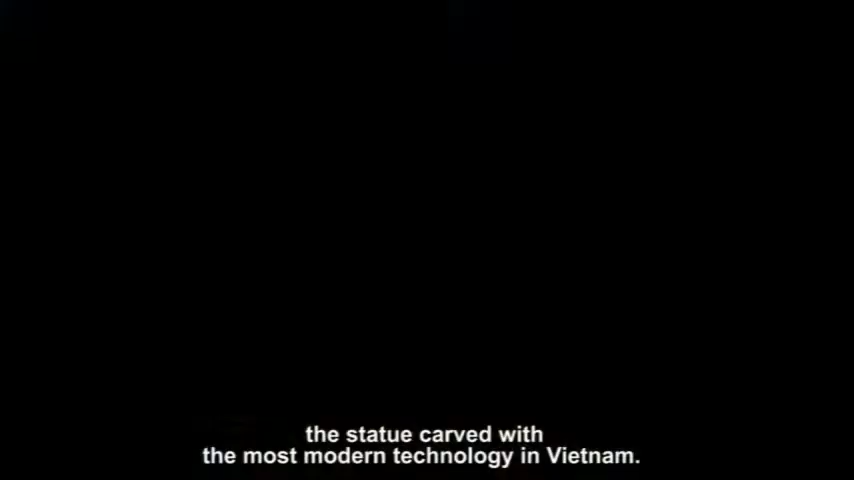 the statue carved with
the most modern technology in Vietnam.